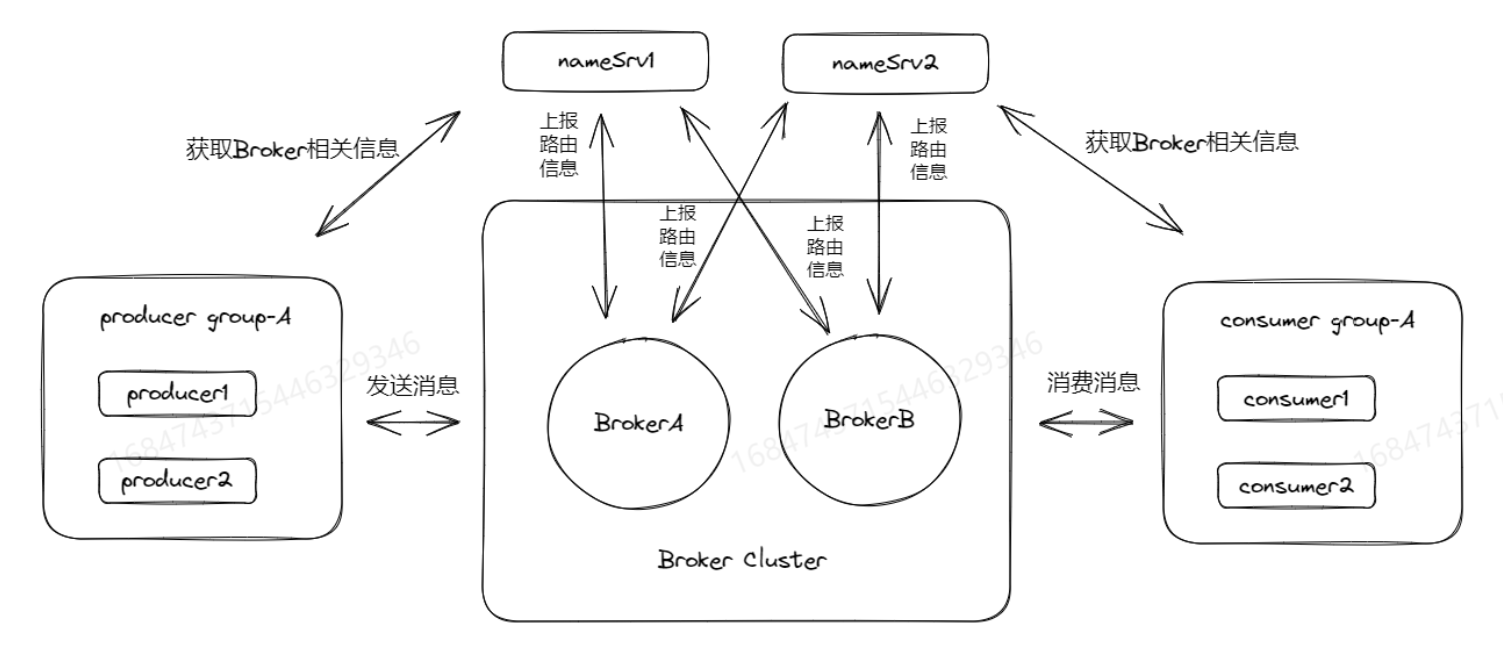 nameSrv1
nameSrv2
获取Broker相关信息
上报
路由
信息
上报
路由
信息
获取Broker相关信息
上报
路由
信息
上报
路由
信息
producer group-A
producer1
producer2
发送消息
BrokerA
BrokerB
Broker Cluster
消费消息
consumer group-A
consumer1
consumer2
1684743715446329346
1684743715446329346
168474371